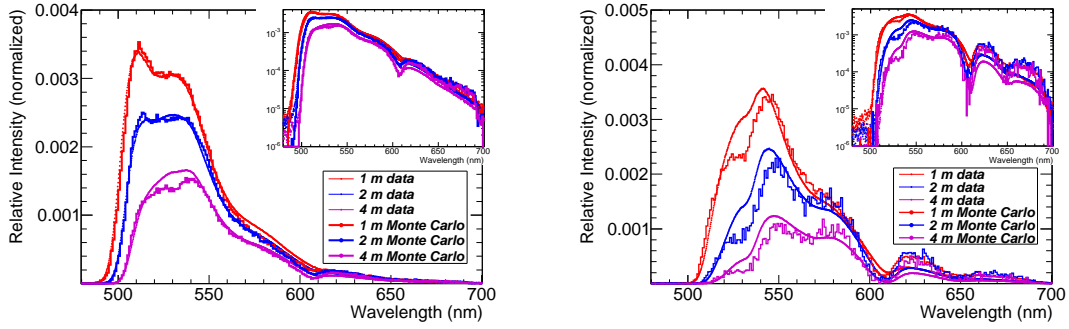 Relative Intensity (normalized)
0.004
0.003
0.002
0.001
500
550
600
650
700
Wavelength (nm)
10⁻³
10⁻⁴
10⁻⁵
10⁻⁶
500
550
600
650
700
Wavelength (nm)
1 m data
2 m data
4 m data
1 m Monte Carlo
2 m Monte Carlo
4 m Monte Carlo
Relative Intensity (normalized)
0.005
0.004
0.003
0.002
0.001
500
550
600
650
700
Wavelength (nm)
10⁻³
10⁻⁴
10⁻⁵
10⁻⁶
500
550
600
650
700
Wavelength (nm)
1 m data
2 m data
4 m data
1 m Monte Carlo
2 m Monte Carlo
4 m Monte Carlo